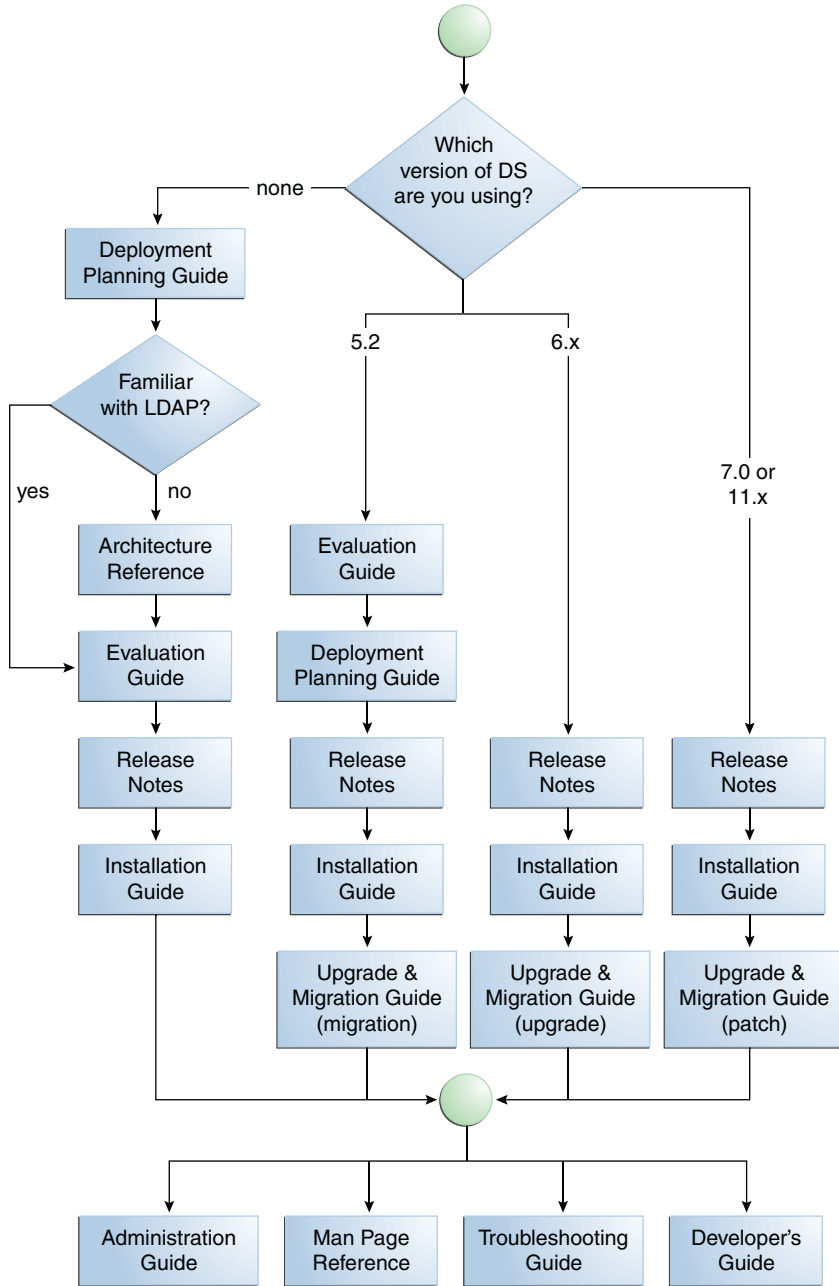 Which
version of DS
are you using?
none
Deployment
Planning Guide
5.2
6.x
Familiar
with LDAP?
7.0 or
11.x
yes
no
Architecture
Reference
Evaluation
Guide
Evaluation
Guide
Deployment
Planning Guide
Release
Notes
Release
Notes
Release
Notes
Release
Notes
Installation
Guide
Installation
Guide
Installation
Guide
Installation
Guide
Upgrade &
Migration Guide
(migration)
Upgrade &
Migration Guide
(upgrade)
Upgrade &
Migration Guide
(patch)
Administration
Guide
Man Page
Reference
Troubleshooting
Guide
Developer's
Guide